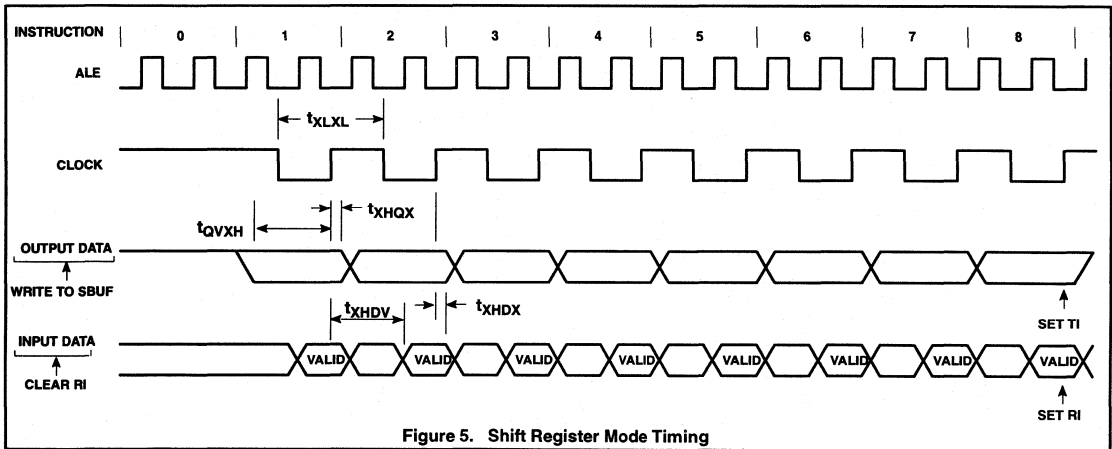 INSTRUCTION | 0 | 1 | 2 | 3 | 4 | 5 | 6 | 7 | 8 |
ALE
tXLXL
CLOCK
tQVXH
tXHQX
OUTPUT DATA
WRITE TO SBUF
tXHDV
tXHDX
SET TI
INPUT DATA
VALID VALID VALID VALID VALID VALID VALID VALID
CLEAR RI
SET RI
Figure 5. Shift Register Mode Timing